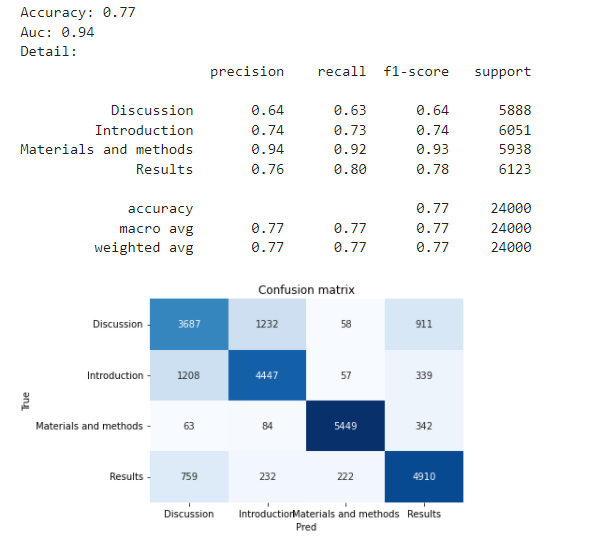 Accuracy: 0.77
Auc: 0.94
Detail:
precision recall f1-score support
Discussion 0.64 0.63 0.64 5888
Introduction 0.74 0.73 0.74 6051
Materials and methods 0.94 0.92 0.93 5938
Results 0.76 0.80 0.78 6123
accuracy 0.77 24000
macro avg 0.77 0.77 0.77 24000
weighted avg 0.77 0.77 0.77 24000
Confusion matrix
Discussion 3687 1232 58 911
Introduction 1208 4447 57 339
True
Materials and methods 63 84 5449 342
Results 759 232 222 4910
Discussion Introduction Materials and methods Results
Pred